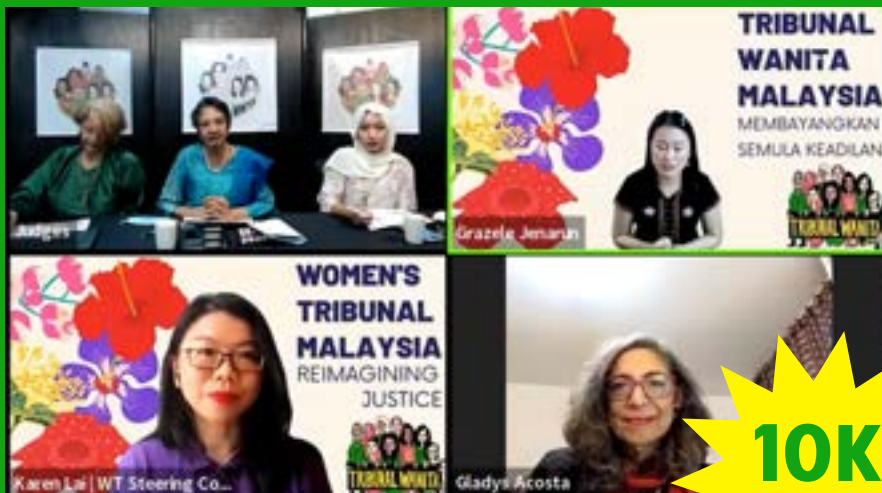 Judges
TRIBUNAL
WANITA
MALAYSIA
MEMBAYANGKAN
SEMULA KEADILAN
TRIBUNAL WANITA
Grazele Jenarun
WOMEN'S
TRIBUNAL
MALAYSIA
REIMAGINING
JUSTICE
TRIBUNAL WANITA
Karen Lai | WT Steering Co...
Gladys Acosta
10K